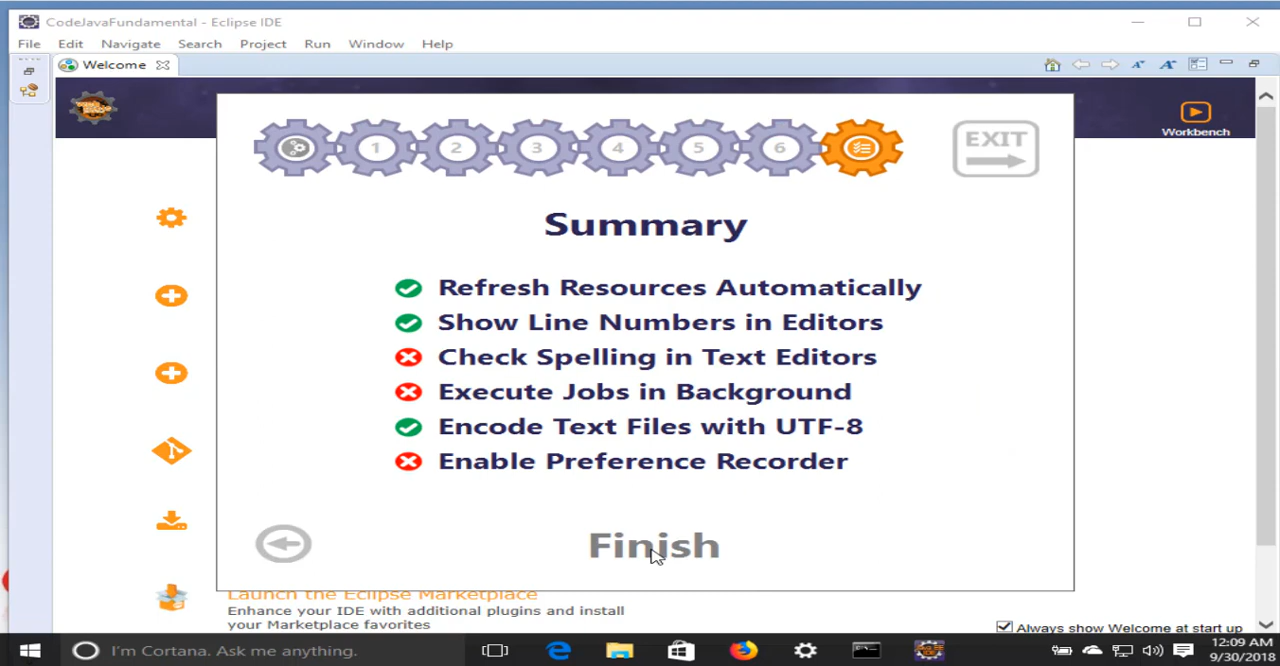 CodeJavaFundamental - Eclipse IDE
File Edit Navigate Search Project Run Window Help
Welcome
Workbench
1 2 3 4 5 6
EXIT
Summary
Refresh Resources Automatically
Show Line Numbers in Editors
Check Spelling in Text Editors
Execute Jobs in Background
Encode Text Files with UTF-8
Enable Preference Recorder
Finish
Launch the Eclipse Marketplace
Enhance your IDE with additional plugins and install
your Marketplace favorites
Always show Welcome at start up
I'm Cortana. Ask me anything.
12:09 AM
9/30/2018